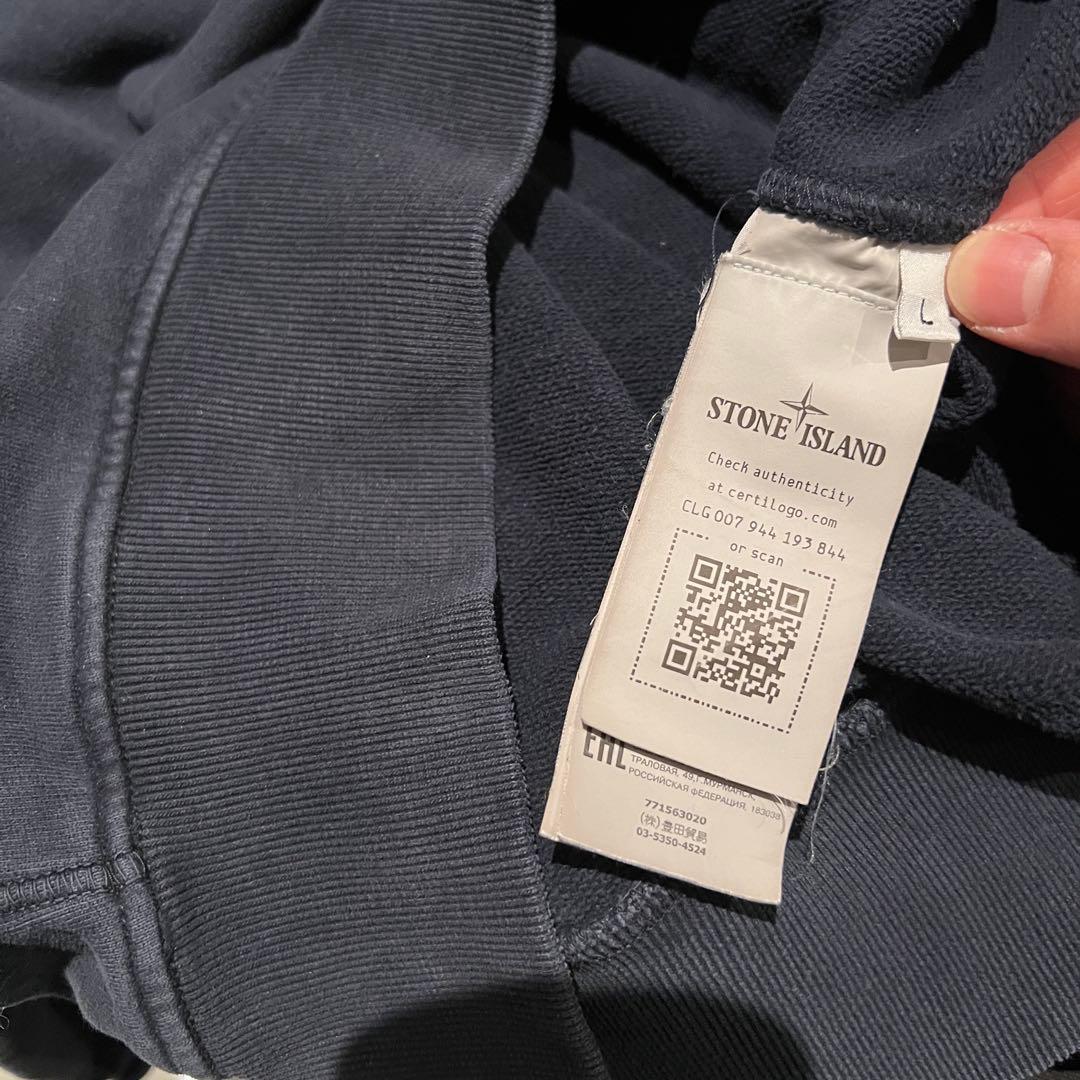 L
STONE ISLAND
Check authenticity
at certilogo.com
CLG 007 944 193 844
or scan
EAC
ТРАЛОВАЯ, 49,Г.МУРМАНСК,
РОССИЙСКАЯ ФЕДЕРАЦИЯ, 183038
771563020
(株)豊田貿易
03-5350-4524